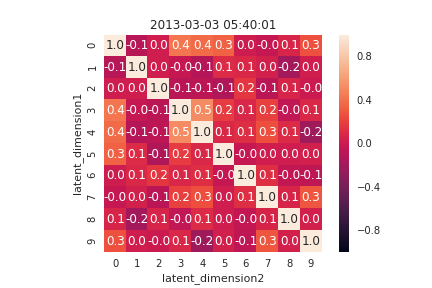 2013-03-03 05:40:01
0 1.0 -0.1 0.0 0.4 0.4 0.3 0.0 -0.0 0.1 0.3
1 -0.1 1.0 0.0 -0.0 -0.1 0.1 0.1 0.0 -0.2 0.0
2 0.0 0.0 1.0 -0.1 -0.1 -0.1 0.2 -0.1 0.1 -0.0
3 0.4 -0.0 -0.1 1.0 0.5 0.2 0.1 0.2 -0.0 0.1
4 0.4 -0.1 -0.1 0.5 1.0 0.1 0.1 0.3 0.1 -0.2
5 0.3 0.1 -0.1 0.2 0.1 1.0 -0.0 0.0 0.0 0.0
6 0.0 0.1 0.2 0.1 0.1 -0.0 1.0 0.1 -0.0 -0.1
7 -0.0 0.0 -0.1 0.2 0.3 0.0 0.1 1.0 0.1 0.3
8 0.1 -0.2 0.1 -0.0 0.1 0.0 -0.0 0.1 1.0 0.0
9 0.3 0.0 -0.0 0.1 -0.2 0.0 -0.1 0.3 0.0 1.0
0 1 2 3 4 5 6 7 8 9
latent_dimension1
latent_dimension2
0.8
0.4
0.0
−0.4
−0.8